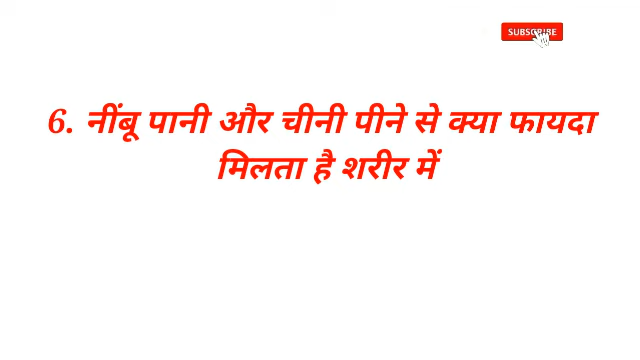 SUBSCRIBE
6. नींबू पानी और चीनी पीने से क्या फायदा
मिलता है शरीर में